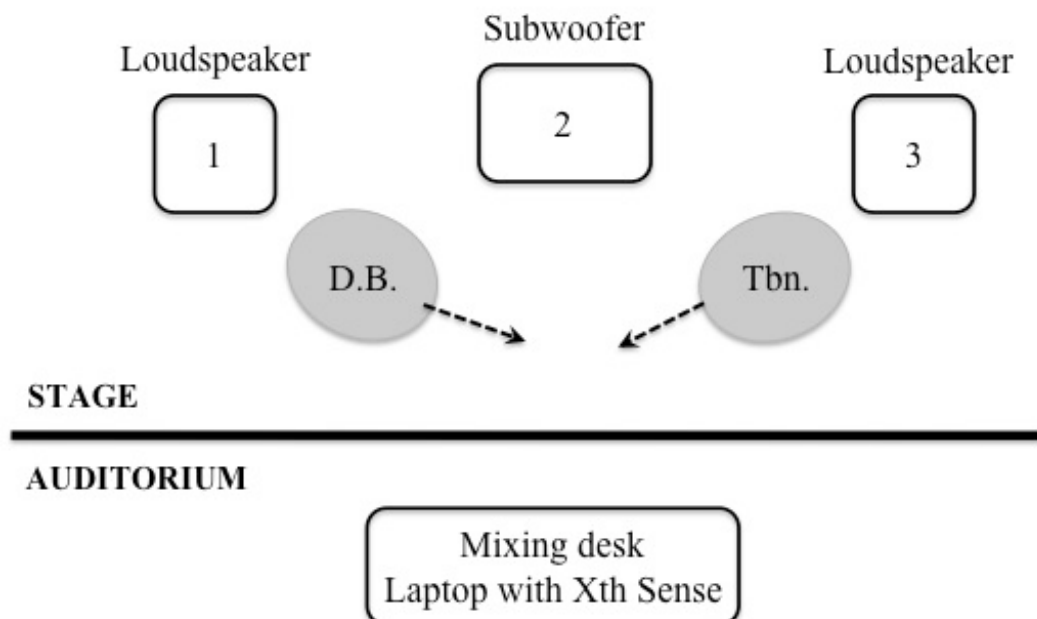 Subwoofer
Loudspeaker
Loudspeaker
1
2
3
D.B.
Tbn.
STAGE
AUDITORIUM
Mixing desk
Laptop with Xth Sense